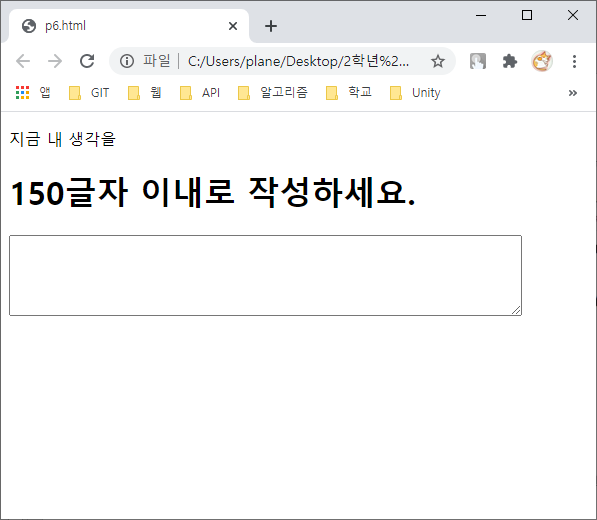 p6.html
파일 C:/Users/plane/Desktop/2학년%2...
앱 GIT 웹 API 알고리즘 학교 Unity »
지금 내 생각을
150글자 이내로 작성하세요.